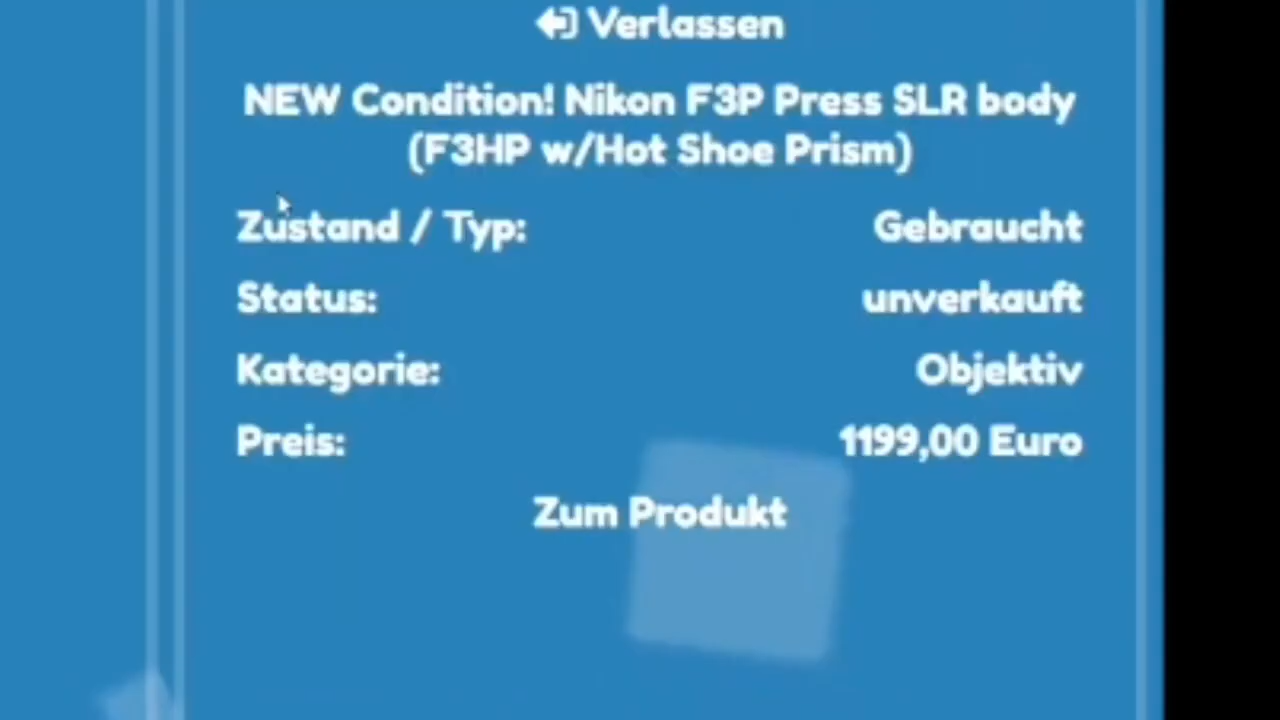 Verlassen
NEW Condition! Nikon F3P Press SLR body
(F3HP w/Hot Shoe Prism)
Zustand / Typ: Gebraucht
Status: unverkauft
Kategorie: Objektiv
Preis: 1199,00 Euro
Zum Produkt